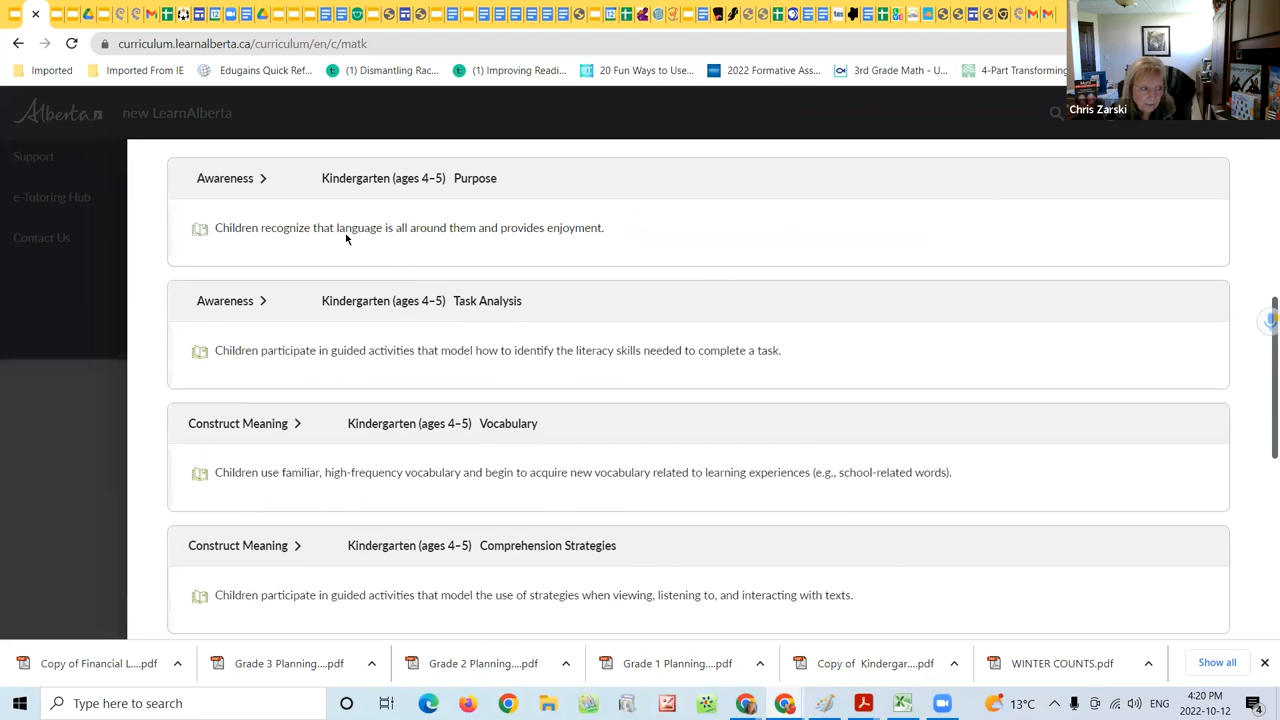 curriculum.learnalberta.ca/curriculum/en/c/matk
Imported
Imported From IE
Edugains Quick Ref...
(1) Dismantling Rac...
(1) Improving Readi...
20 Fun Ways to Use...
2022 Formative Ass...
3rd Grade Math - U...
4-Part Transforming
Chris Zarski
Alberta
new LearnAlberta
Support
e-Tutoring Hub
Contact Us
Awareness > Kindergarten (ages 4–5) Purpose
Children recognize that language is all around them and provides enjoyment.
Awareness > Kindergarten (ages 4–5) Task Analysis
Children participate in guided activities that model how to identify the literacy skills needed to complete a task.
Construct Meaning > Kindergarten (ages 4–5) Vocabulary
Children use familiar, high-frequency vocabulary and begin to acquire new vocabulary related to learning experiences (e.g., school-related words).
Construct Meaning > Kindergarten (ages 4–5) Comprehension Strategies
Children participate in guided activities that model the use of strategies when viewing, listening to, and interacting with texts.
Copy of Financial L....pdf
Grade 3 Planning....pdf
Grade 2 Planning....pdf
Grade 1 Planning....pdf
Copy of Kindergar....pdf
WINTER COUNTS.pdf
Show all
Type here to search
13°C
ENG
4:20 PM
2022-10-12
4